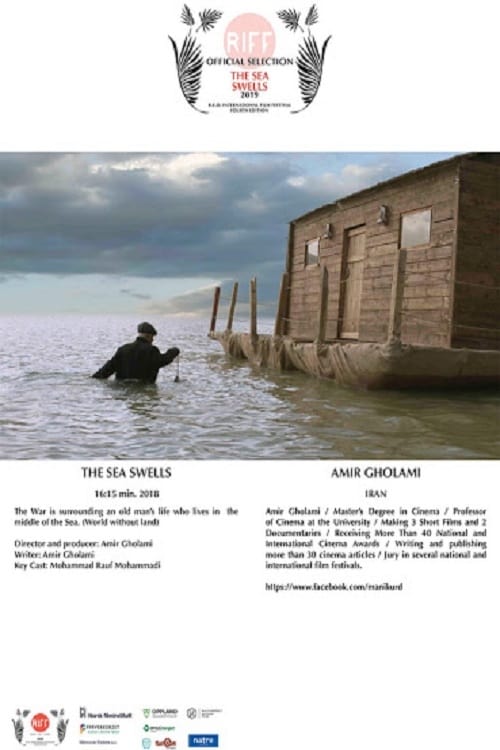 RIFF
OFFICIAL SELECTION
THE SEA
SWELLS
2019
INTERNATIONAL FILM FESTIVAL
FOURTH EDITION
THE SEA SWELLS
16:15 min. 2018
The War is surrounding an old man's life who lives in the
middle of the Sea. (World without land)
Director and producer: Amir Gholami
Writer: Amir Gholami
Key Cast: Mohammad Rauf Mohammadi
AMIR GHOLAMI
IRAN
Amir Gholami / Master's Degree in Cinema / Professor
of Cinema at the University / Making 3 Short Films and 2
Documentaries / Receiving More Than 40 National and
International Cinema Awards / Writing and publishing
more than 30 cinema articles / Jury in several national and
international film festivals.
https://www.facebook.com/manikurd
RIFF
Norsk Filminstitutt
OPPLAND
natre